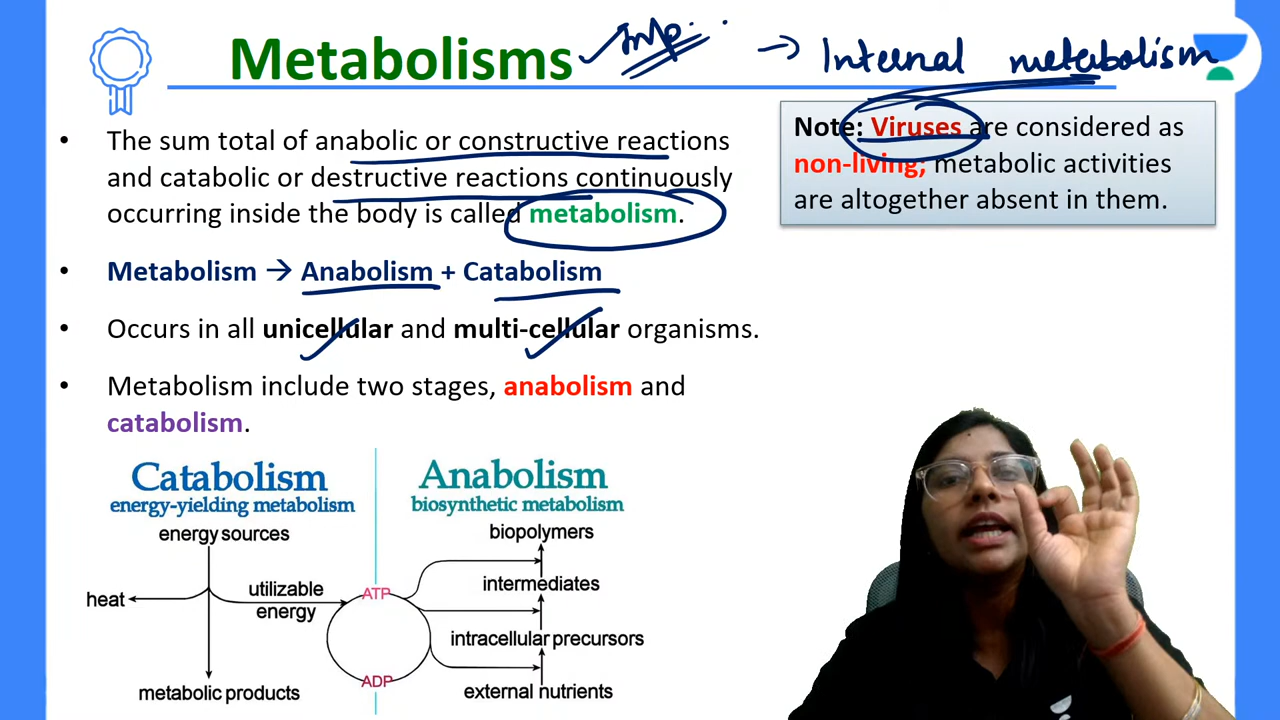 Metabolisms
Imp.
→ Internal metabolism
• The sum total of anabolic or constructive reactions
and catabolic or destructive reactions continuously
occurring inside the body is called metabolism.
• Metabolism → Anabolism + Catabolism
• Occurs in all unicellular and multi-cellular organisms.
• Metabolism include two stages, anabolism and
catabolism.
Note: Viruses are considered as
non-living; metabolic activities
are altogether absent in them.
Catabolism
energy-yielding metabolism
energy sources
heat
utilizable
energy
metabolic products
ATP
ADP
Anabolism
biosynthetic metabolism
biopolymers
intermediates
intracellular precursors
external nutrients